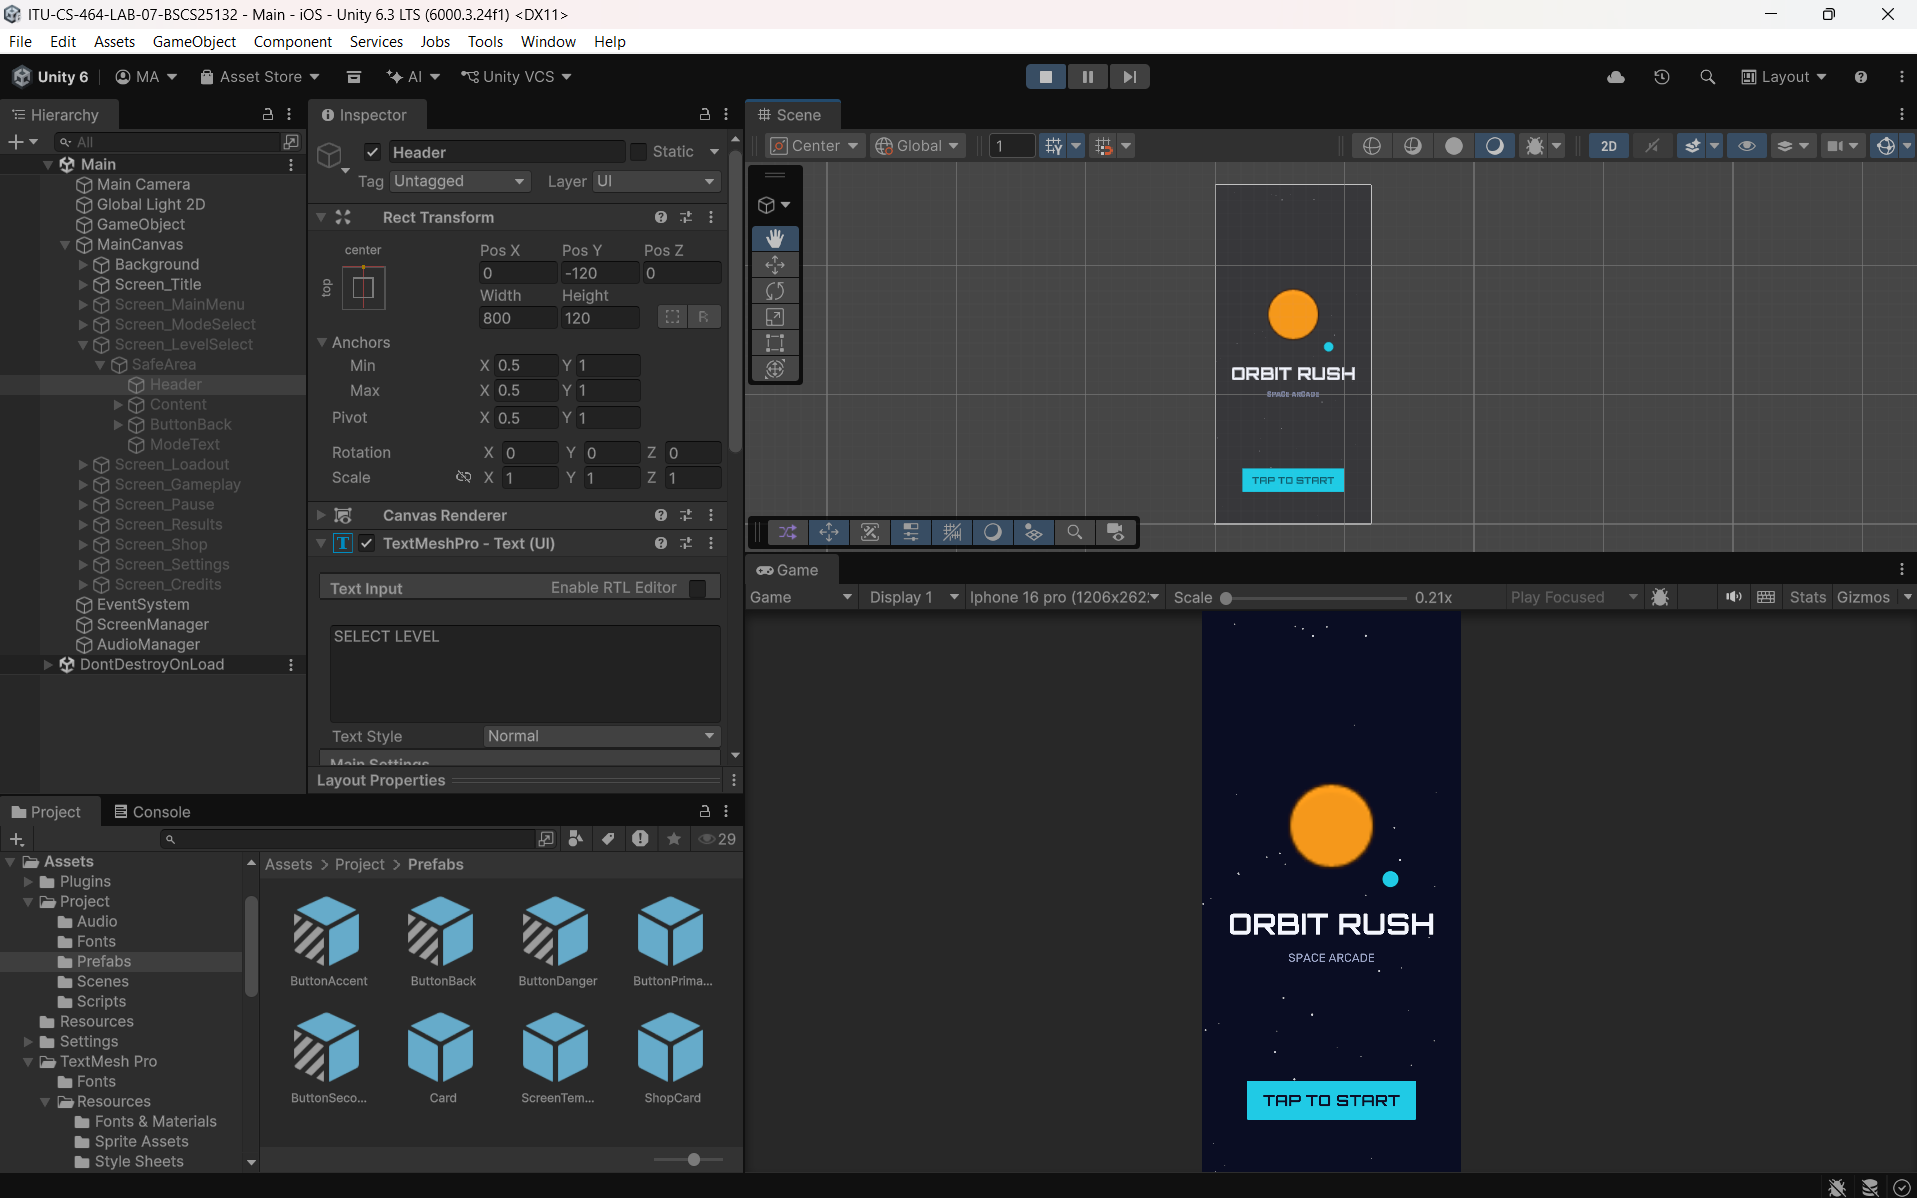 ITU-CS-464-LAB-07-BSCS25132 - Main - iOS - Unity 6.3 LTS (6000.3.24f1) <DX11>
File Edit Assets GameObject Component Services Jobs Tools Window Help
Unity 6 MA Asset Store AI Unity VCS Layout
Hierarchy
All
Main
Main Camera
Global Light 2D
GameObject
MainCanvas
Background
Screen_Title
Screen_MainMenu
Screen_ModeSelect
Screen_LevelSelect
SafeArea
Header
Content
ButtonBack
ModeText
Screen_Loadout
Screen_Gameplay
Screen_Pause
Screen_Results
Screen_Shop
Screen_Settings
Screen_Credits
EventSystem
ScreenManager
AudioManager
DontDestroyOnLoad
Inspector
Header Static
Tag Untagged Layer UI
Rect Transform
center
top
Pos X Pos Y Pos Z
0 -120 0
Width Height
800 120
R
Anchors
Min X 0.5 Y 1
Max X 0.5 Y 1
Pivot X 0.5 Y 1
Rotation X 0 Y 0 Z 0
Scale X 1 Y 1 Z 1
Canvas Renderer
TextMeshPro - Text (UI)
Text Input Enable RTL Editor
SELECT LEVEL
Text Style Normal
Main Settings
Layout Properties
Scene
Center Global 1 2D
ORBIT RUSH
SPACE ARCADE
TAP TO START
Game
Game Display 1 Iphone 16 pro (1206x262: Scale 0.21x Play Focused Stats Gizmos
ORBIT RUSH
SPACE ARCADE
TAP TO START
Project Console
29
Assets
Plugins
Project
Audio
Fonts
Prefabs
Scenes
Scripts
Resources
Settings
TextMesh Pro
Fonts
Resources
Fonts & Materials
Sprite Assets
Style Sheets
Assets > Project > Prefabs
ButtonAccent ButtonBack ButtonDanger ButtonPrima...
ButtonSeco... Card ScreenTem... ShopCard